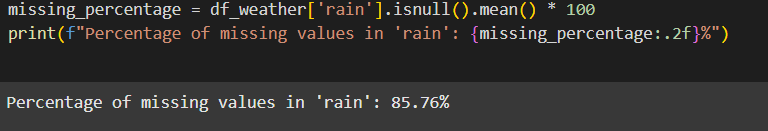 missing_percentage = df_weather['rain'].isnull().mean() * 100
print(f"Percentage of missing values in 'rain': {missing_percentage:.2f}%")
Percentage of missing values in 'rain': 85.76%